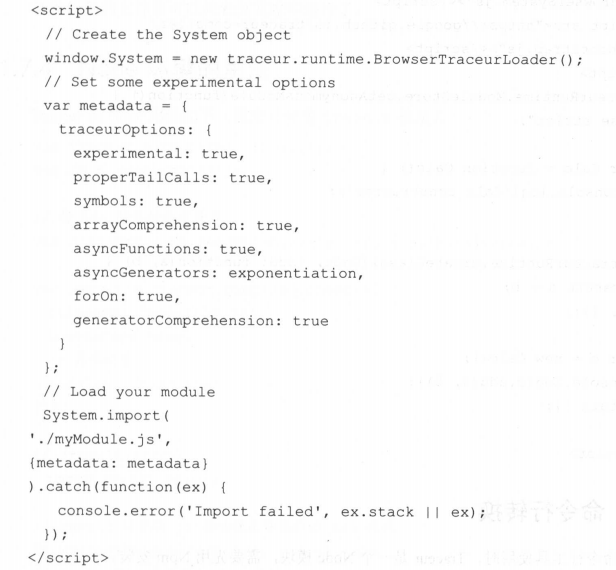 <script>
// Create the System object
window.System = new traceur.runtime.BrowserTraceurLoader();
// Set some experimental options
var metadata = {
traceurOptions: {
experimental: true,
properTailCalls: true,
symbols: true,
arrayComprehension: true,
asyncFunctions: true,
asyncGenerators: exponentiation,
forOn: true,
generatorComprehension: true
}
};
// Load your module
System.import(
'./myModule.js',
{metadata: metadata}
).catch(function(ex) {
console.error('Import failed', ex.stack || ex);
});
</script>